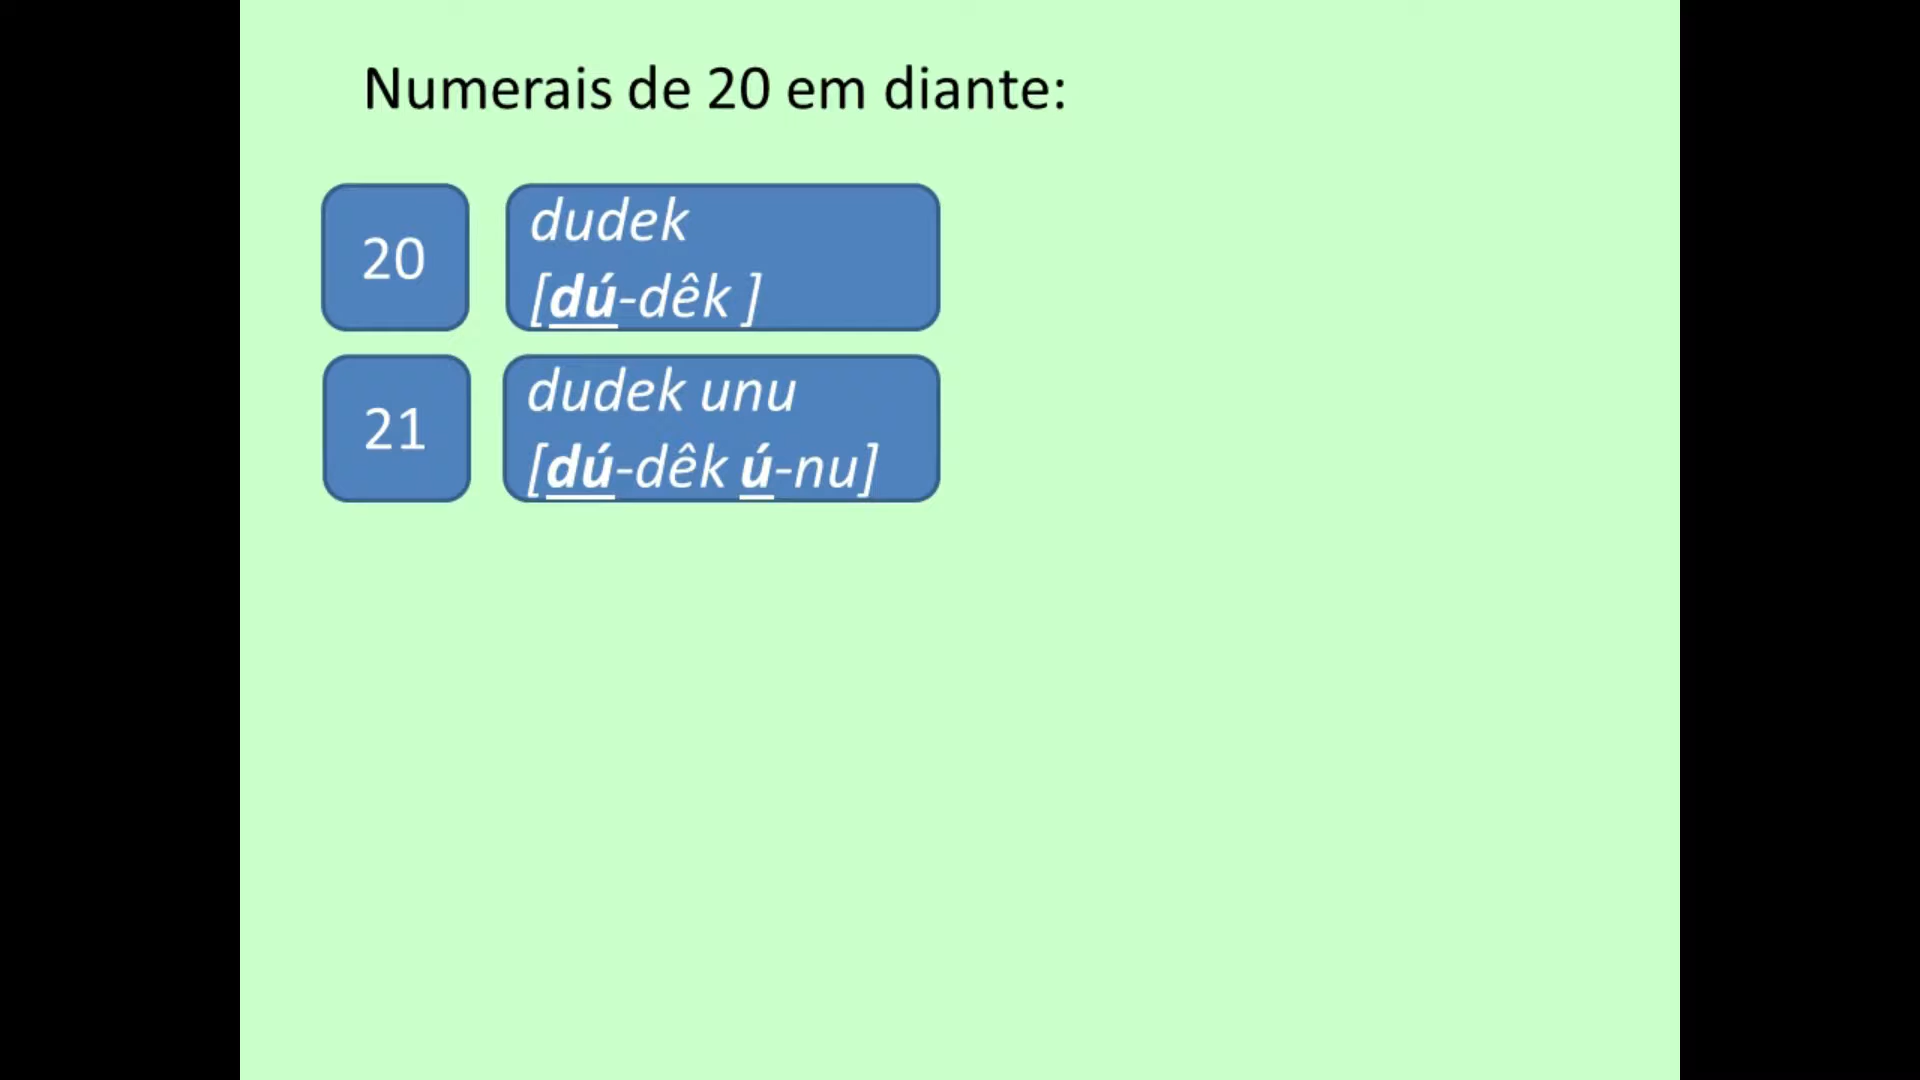 Numerais de 20 em diante:
20
dudek
[dú-dêk ]
21
dudek unu
[dú-dêk ú-nu]